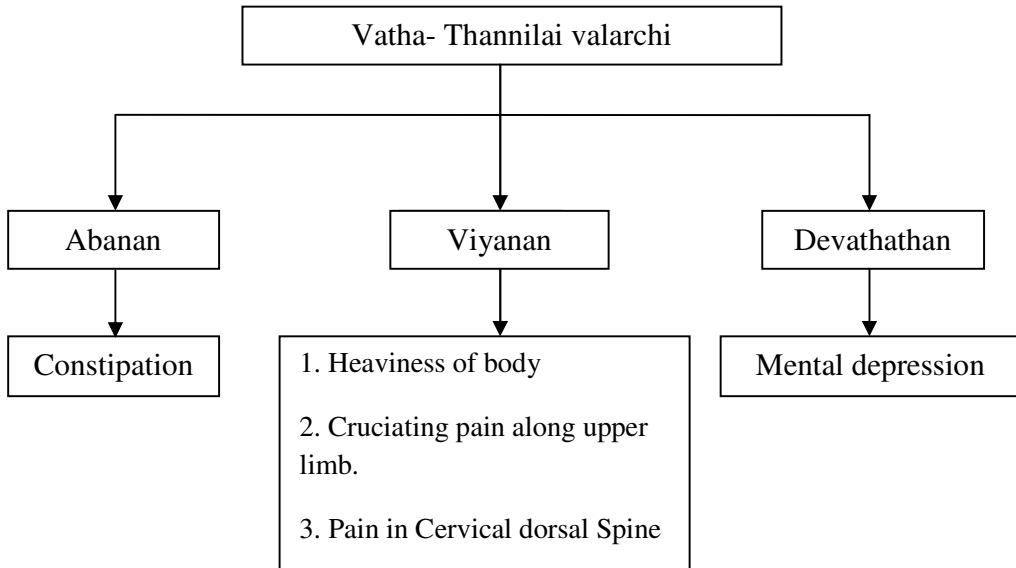 Vatha- Thannilai valarchi
Abanan
Viyanan
Devathathan
Constipation
1. Heaviness of body
2. Cruciating pain along upper
limb.
3. Pain in Cervical dorsal Spine
Mental depression